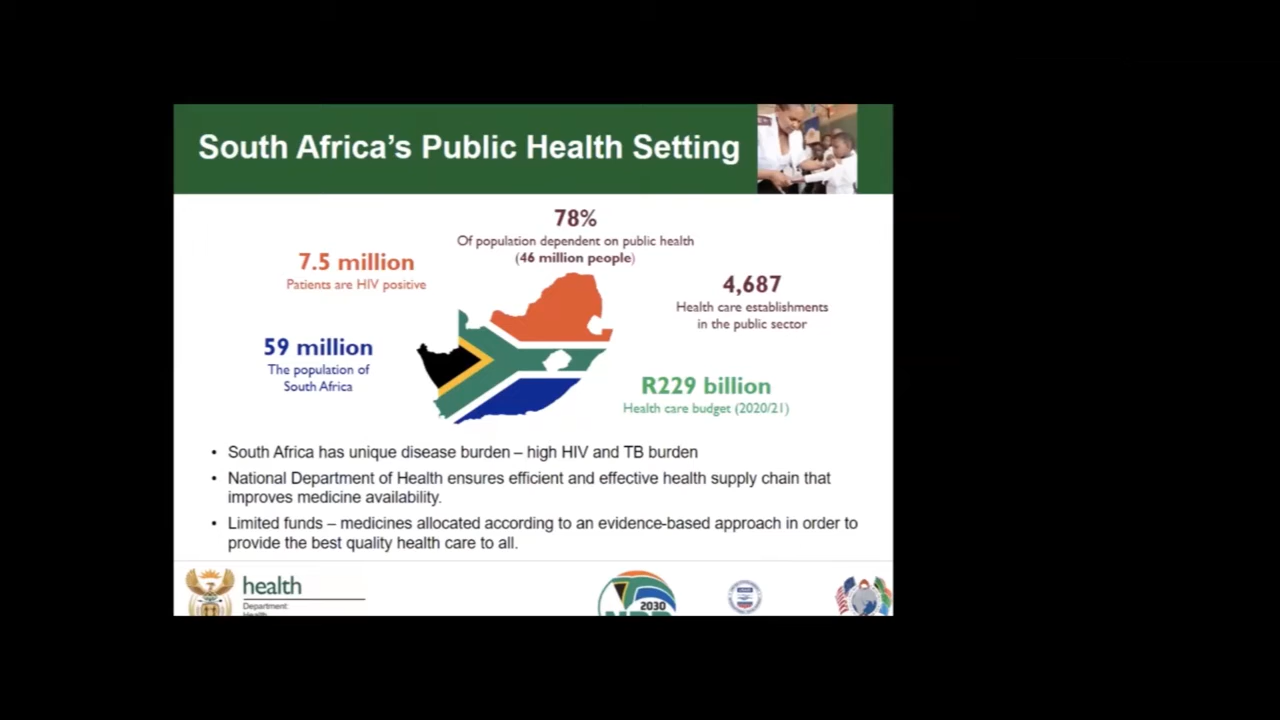 South Africa's Public Health Setting
78%
Of population dependent on public health
(46 million people)
7.5 million
Patients are HIV positive
4,687
Health care establishments
in the public sector
59 million
The population of
South Africa
R229 billion
Health care budget (2020/21)
• South Africa has unique disease burden – high HIV and TB burden
• National Department of Health ensures efficient and effective health supply chain that
improves medicine availability.
• Limited funds – medicines allocated according to an evidence-based approach in order to
provide the best quality health care to all.
health
Department:
Health
2030
NDP